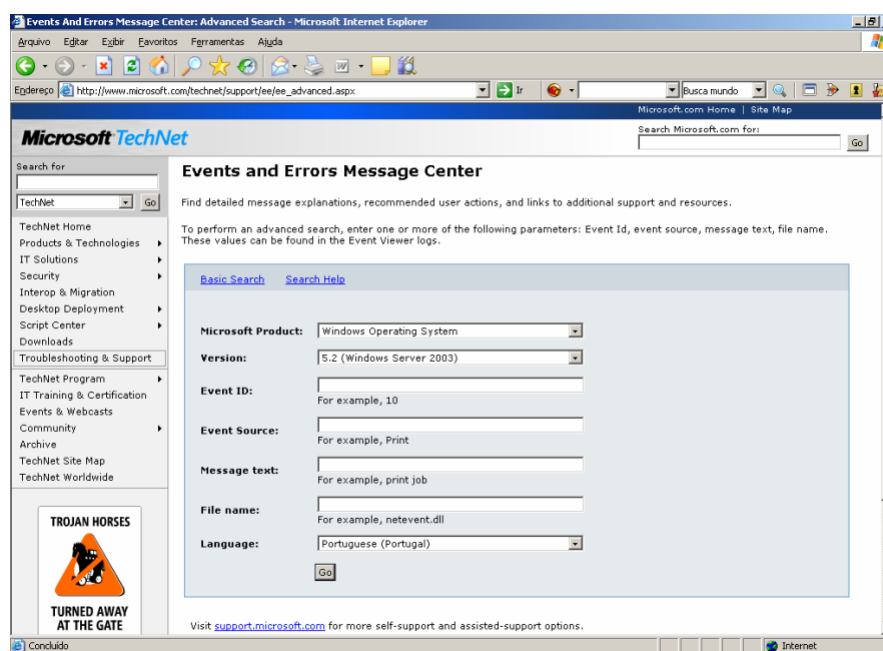 Events And Errors Message Center: Advanced Search - Microsoft Internet Explorer
Arquivo Editar Exibir Favoritos Ferramentas Ajuda
Endereço http://www.microsoft.com/technet/support/ee/ee_advanced.aspx Ir Busca mundo
Microsoft.com Home | Site Map
Microsoft TechNet
Search Microsoft.com for:
Go
Search for
TechNet Go
TechNet Home
Products & Technologies
IT Solutions
Security
Interop & Migration
Desktop Deployment
Script Center
Downloads
Troubleshooting & Support
TechNet Program
IT Training & Certification
Events & Webcasts
Community
Archive
TechNet Site Map
TechNet Worldwide
TROJAN HORSES
TURNED AWAY
AT THE GATE
Events and Errors Message Center
Find detailed message explanations, recommended user actions, and links to additional support and resources.
To perform an advanced search, enter one or more of the following parameters: Event Id, event source, message text, file name.
These values can be found in the Event Viewer logs.
Basic Search Search Help
Microsoft Product: Windows Operating System
Version: 5.2 (Windows Server 2003)
Event ID:
For example, 10
Event Source:
For example, Print
Message text:
For example, print job
File name:
For example, netevent.dll
Language: Portuguese (Portugal)
Go
Visit support.microsoft.com for more self-support and assisted-support options.
Concluído Internet